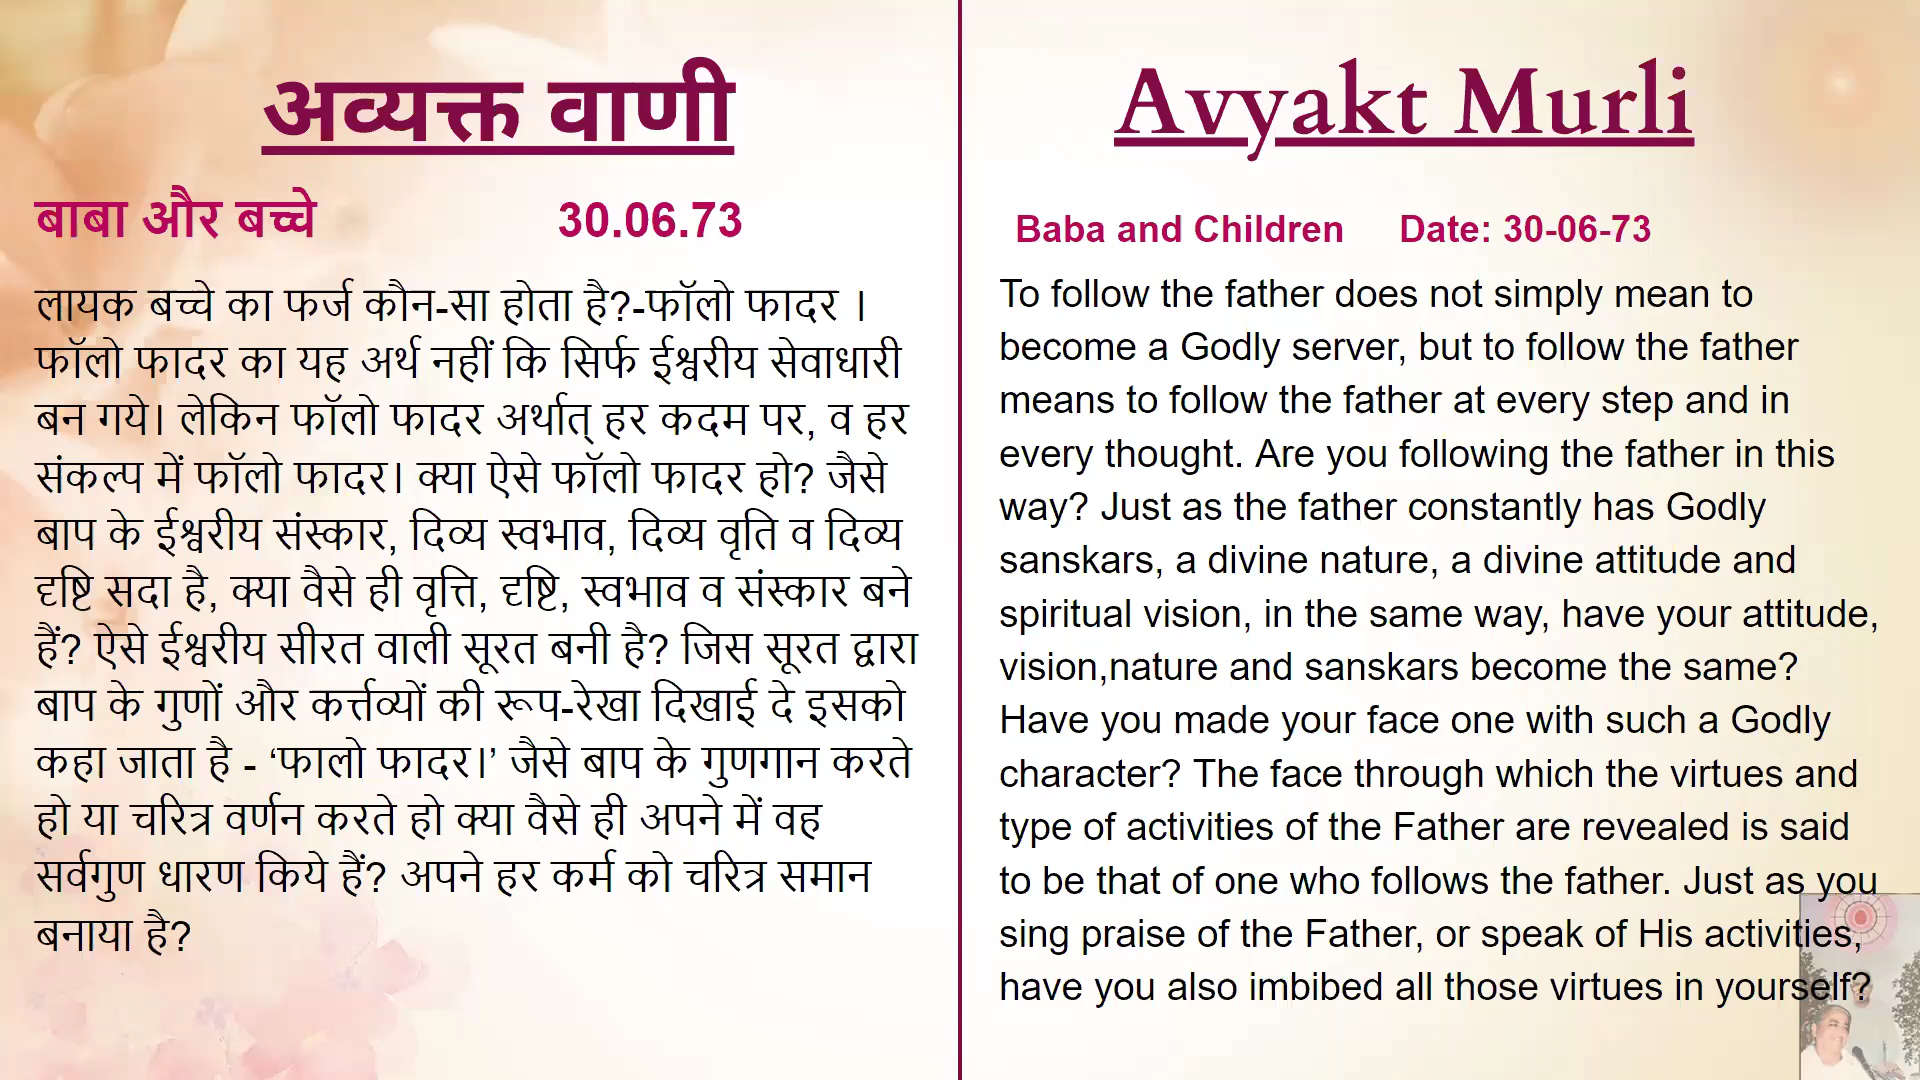 अव्यक्त वाणी
बाबा और बच्चे 30.06.73
लायक बच्चे का फर्ज कौन-सा होता है?-फॉलो फादर ।
फॉलो फादर का यह अर्थ नहीं कि सिर्फ ईश्वरीय सेवाधारी
बन गये। लेकिन फॉलो फादर अर्थात् हर कदम पर, व हर
संकल्प में फॉलो फादर। क्या ऐसे फॉलो फादर हो? जैसे
बाप के ईश्वरीय संस्कार, दिव्य स्वभाव, दिव्य वृति व दिव्य
दृष्टि सदा है, क्या वैसे ही वृत्ति, दृष्टि, स्वभाव व संस्कार बने
हैं? ऐसे ईश्वरीय सीरत वाली सूरत बनी है? जिस सूरत द्वारा
बाप के गुणों और कर्त्तव्यों की रूप-रेखा दिखाई दे इसको
कहा जाता है - ‘फालो फादर।’ जैसे बाप के गुणगान करते
हो या चरित्र वर्णन करते हो क्या वैसे ही अपने में वह
सर्वगुण धारण किये हैं? अपने हर कर्म को चरित्र समान
बनाया है?
Avyakt Murli
Baba and Children Date: 30-06-73
To follow the father does not simply mean to
become a Godly server, but to follow the father
means to follow the father at every step and in
every thought. Are you following the father in this
way? Just as the father constantly has Godly
sanskars, a divine nature, a divine attitude and
spiritual vision, in the same way, have your attitude,
vision,nature and sanskars become the same?
Have you made your face one with such a Godly
character? The face through which the virtues and
type of activities of the Father are revealed is said
to be that of one who follows the father. Just as you
sing praise of the Father, or speak of His activities,
have you also imbibed all those virtues in yourself?